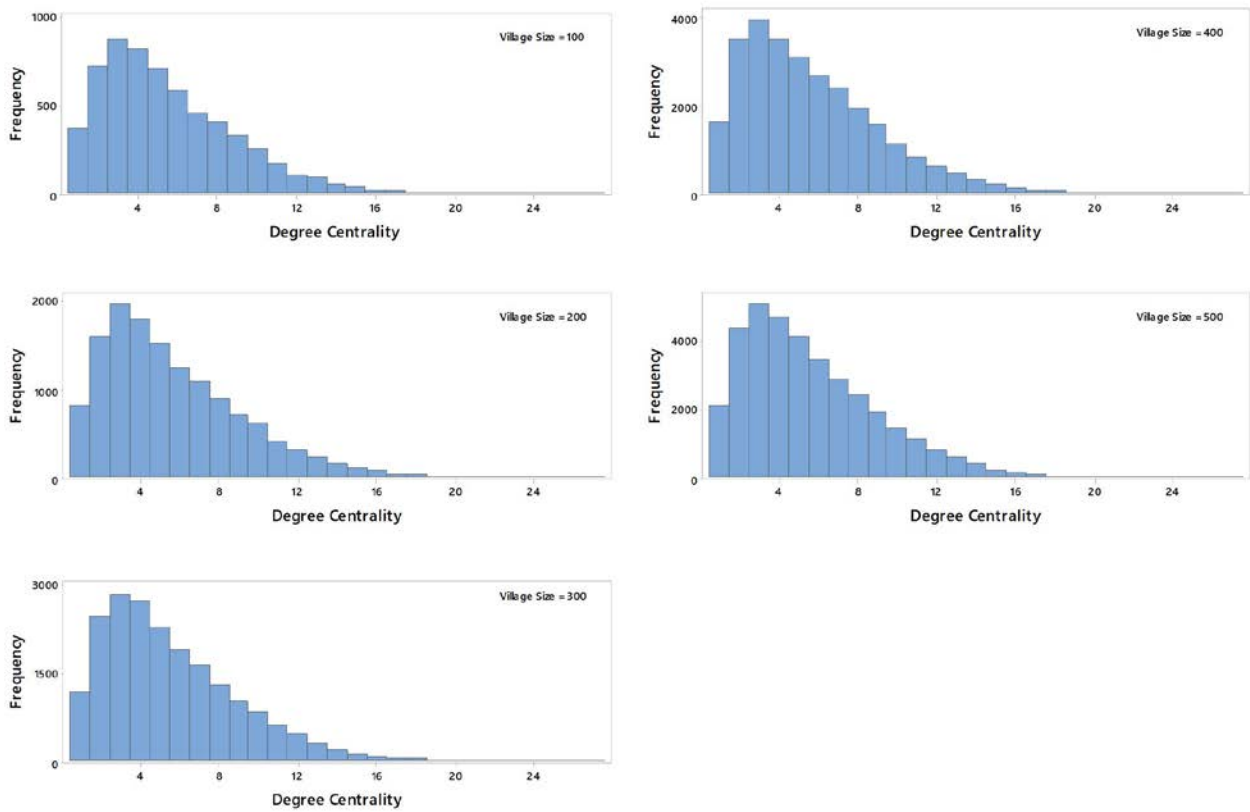 1000
500
0
Frequency
Village Size = 100
4 8 12 16 20 24
Degree Centrality
4000
2000
0
Frequency
Village Size = 400
4 8 12 16 20 24
Degree Centrality
2000
1000
0
Frequency
Village Size = 200
4 8 12 16 20 24
Degree Centrality
4000
2000
0
Frequency
Village Size = 500
4 8 12 16 20 24
Degree Centrality
3000
1500
0
Frequency
Village Size = 300
4 8 12 16 20 24
Degree Centrality